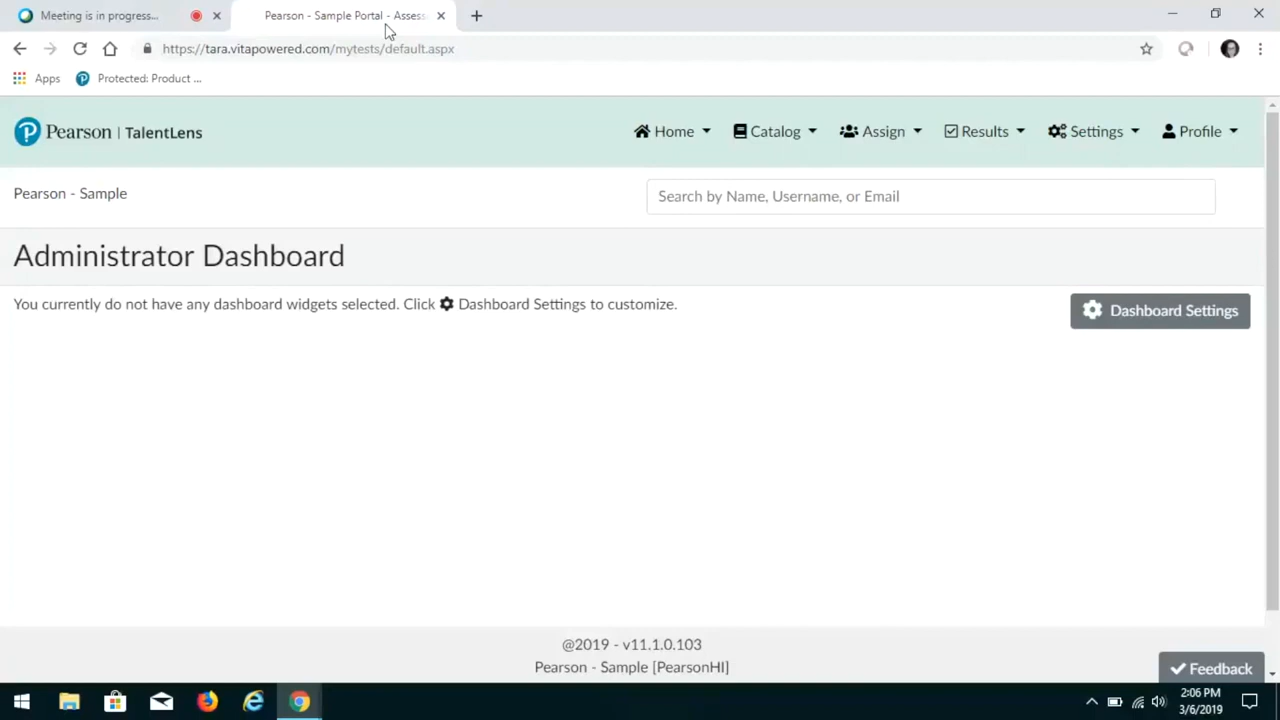 Meeting is in progress...
Pearson - Sample Portal - Assess
https://tara.vitapowered.com/mytests/default.aspx
Apps
Protected: Product ...
Pearson | TalentLens
Home
Catalog
Assign
Results
Settings
Profile
Pearson - Sample
Search by Name, Username, or Email
Administrator Dashboard
You currently do not have any dashboard widgets selected. Click Dashboard Settings to customize.
Dashboard Settings
@2019 - v11.1.0.103
Pearson - Sample [PearsonHI]
Feedback
2:06 PM
3/6/2019